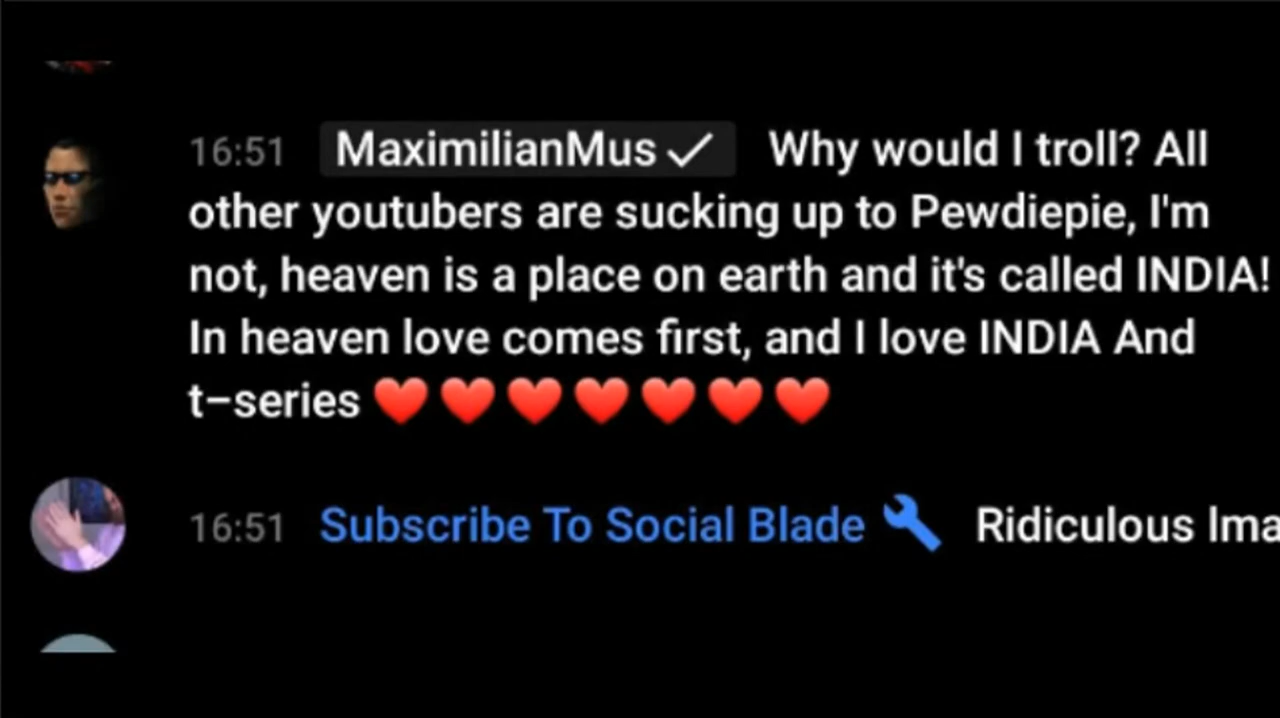 16:51 MaximilianMus ✓ Why would I troll? All
other youtubers are sucking up to Pewdiepie, I'm
not, heaven is a place on earth and it's called INDIA!
In heaven love comes first, and I love INDIA And
t-series ❤️❤️❤️❤️❤️❤️❤️
16:51 Subscribe To Social Blade 🔧 Ridiculous Ima